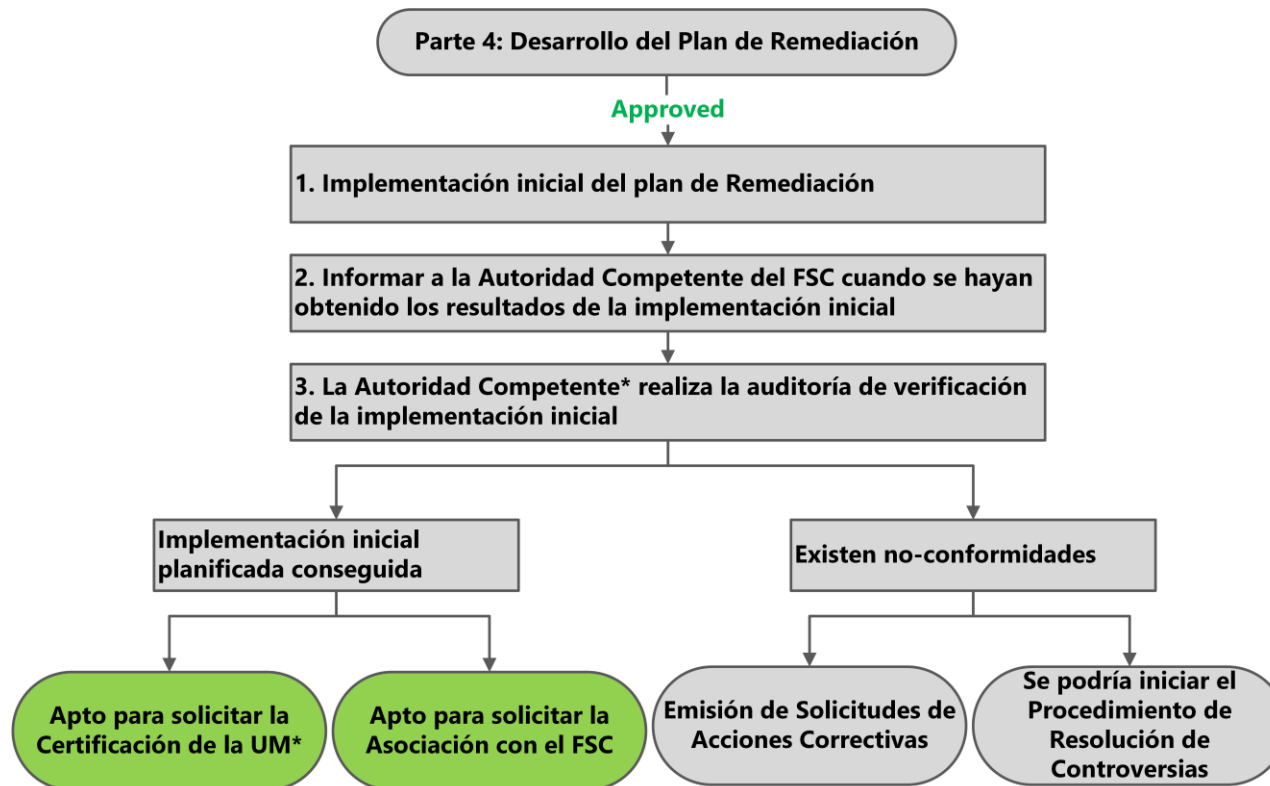 Parte 4: Desarrollo del Plan de Remediación
Approved
1. Implementación inicial del plan de Remediación
2. Informar a la Autoridad Competente del FSC cuando se hayan
obtenido los resultados de la implementación inicial
3. La Autoridad Competente* realiza la auditoría de verificación
de la implementación inicial
Implementación inicial
planificada conseguida
Existen no-conformidades
Apto para solicitar la
Certificación de la UM*
Apto para solicitar la
Asociación con el FSC
Emisión de Solicitudes de
Acciones Correctivas
Se podría iniciar el
Procedimiento de
Resolución de
Controversias